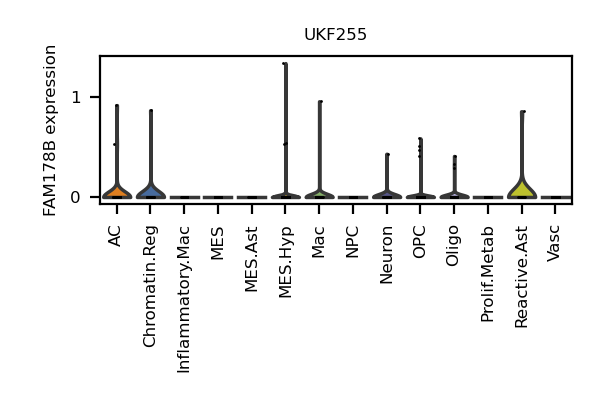 UKF255
FAM178B expression
1
0
AC
Chromatin.Reg
Inflammatory.Mac
MES
MES.Ast
MES.Hyp
Mac
NPC
Neuron
OPC
Oligo
Prolif.Metab
Reactive.Ast
Vasc